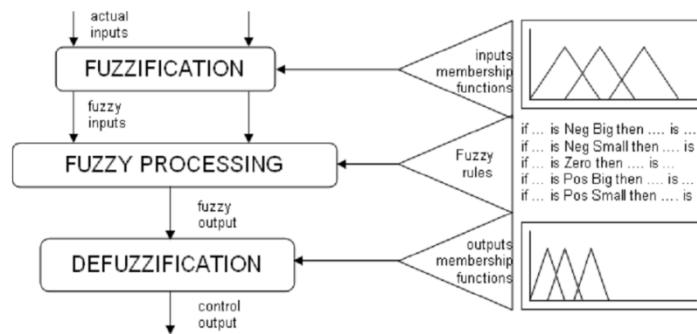 actual
inputs
FUZZIFICATION
inputs
membership
functions
fuzzy
inputs
FUZZY PROCESSING
Fuzzy
rules
if ... is Neg Big then .... is ...
if ... is Neg Small then .... is
if ... is Zero then .... is ...
if ... is Pos Big then .... is ...
if ... is Pos Small then .... is
fuzzy
output
DEFUZZIFICATION
outputs
membership
functions
control
output